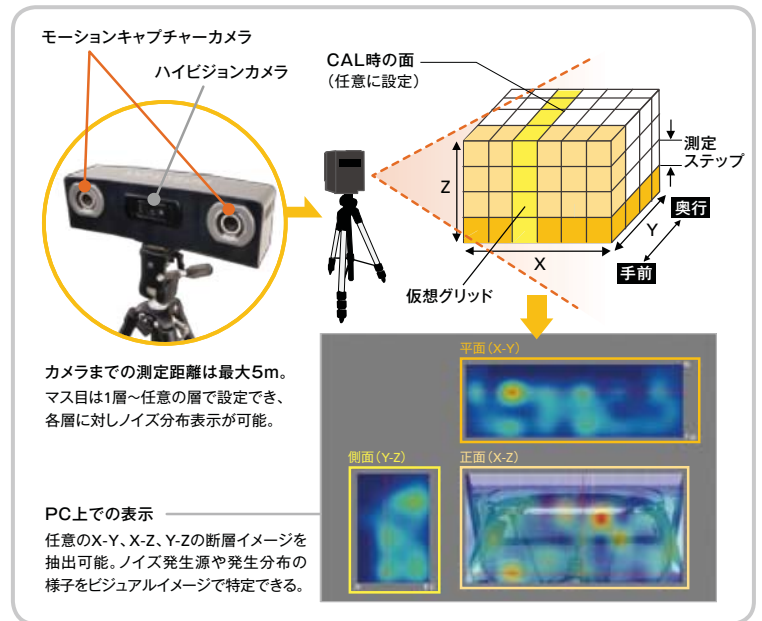 モーションキャプチャーカメラ
ハイビジョンカメラ
CAL時の面
（任意に設定）
測定
ステップ
Z
奥行
Y
手前
X
仮想グリッド
カメラまでの測定距離は最大5m。
マス目は1層～任意の層で設定でき、
各層に対しノイズ分布表示が可能。
平面（X-Y）
側面（Y-Z）
正面（X-Z）
PC上での表示
任意のX-Y、X-Z、Y-Zの断層イメージを
抽出可能。ノイズ発生源や発生分布の
様子をビジュアルイメージで特定できる。